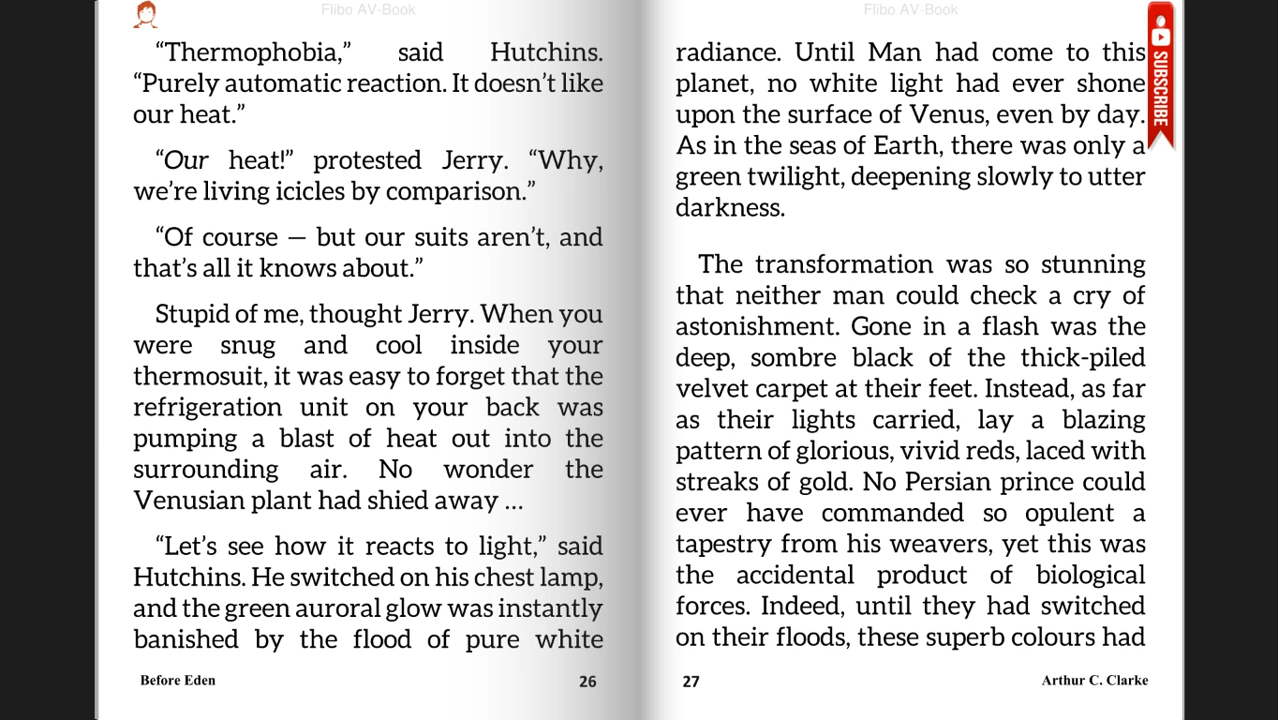 Flibo AV-Book
“Thermophobia,” said Hutchins.
“Purely automatic reaction. It doesn’t like
our heat.”
“Our heat!” protested Jerry. “Why,
we’re living icicles by comparison.”
“Of course — but our suits aren’t, and
that’s all it knows about.”
Stupid of me, thought Jerry. When you
were snug and cool inside your
thermosuit, it was easy to forget that the
refrigeration unit on your back was
pumping a blast of heat out into the
surrounding air. No wonder the
Venusian plant had shied away ...
“Let’s see how it reacts to light,” said
Hutchins. He switched on his chest lamp,
and the green auroral glow was instantly
banished by the flood of pure white
Before Eden
26
Flibo AV-Book
radiance. Until Man had come to this
planet, no white light had ever shone
upon the surface of Venus, even by day.
As in the seas of Earth, there was only a
green twilight, deepening slowly to utter
darkness.
The transformation was so stunning
that neither man could check a cry of
astonishment. Gone in a flash was the
deep, sombre black of the thick-piled
velvet carpet at their feet. Instead, as far
as their lights carried, lay a blazing
pattern of glorious, vivid reds, laced with
streaks of gold. No Persian prince could
ever have commanded so opulent a
tapestry from his weavers, yet this was
the accidental product of biological
forces. Indeed, until they had switched
on their floods, these superb colours had
27
Arthur C. Clarke
SUBSCRIBE